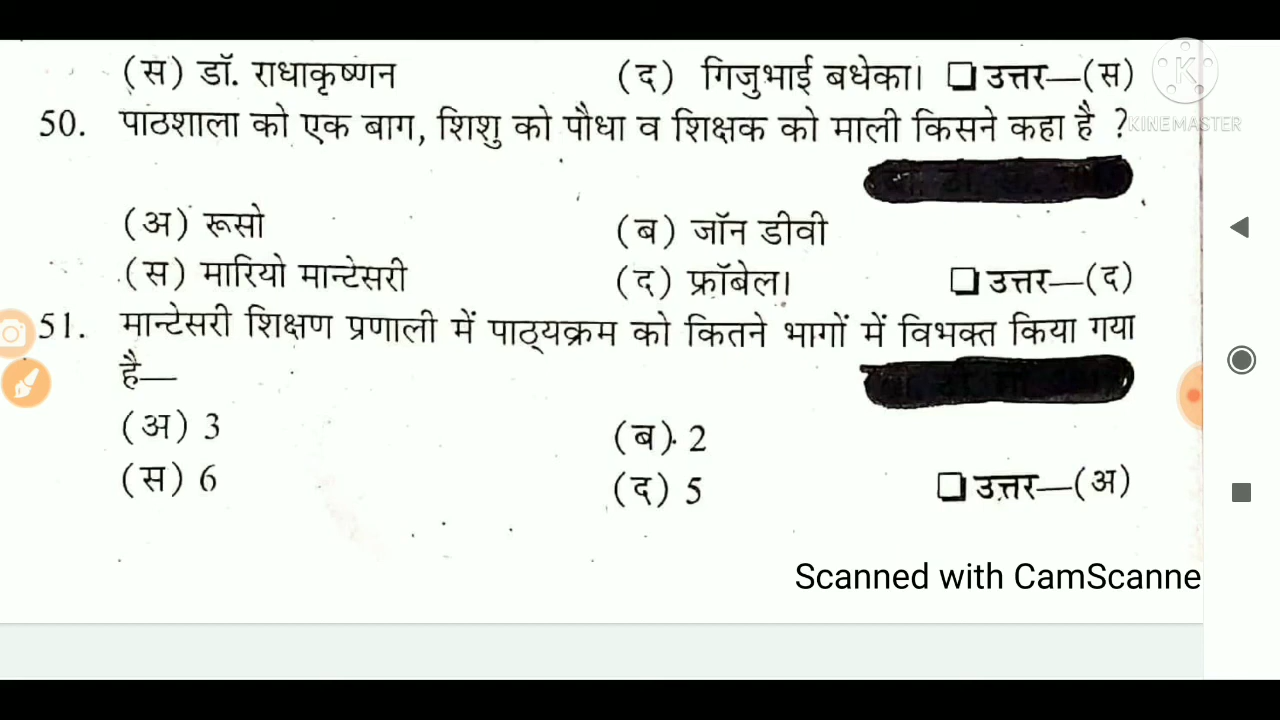 (स) डॉ. राधाकृष्णन (द) गिजुभाई बधेका। ❑ उत्तर—(स)
50. पाठशाला को एक बाग, शिशु को पौधा व शिक्षक को माली किसने कहा है ?
KINEMASTER
(अ) रूसो (ब) जॉन डीवी
(स) मारियो मान्टेसरी (द) फ्रॉबेल। ❑ उत्तर—(द)
51. मान्टेसरी शिक्षण प्रणाली में पाठ्यक्रम को कितने भागों में विभक्त किया गया
है—
(अ) 3 (ब) 2
(स) 6 (द) 5 ❑ उत्तर—(अ)
Scanned with CamScanne